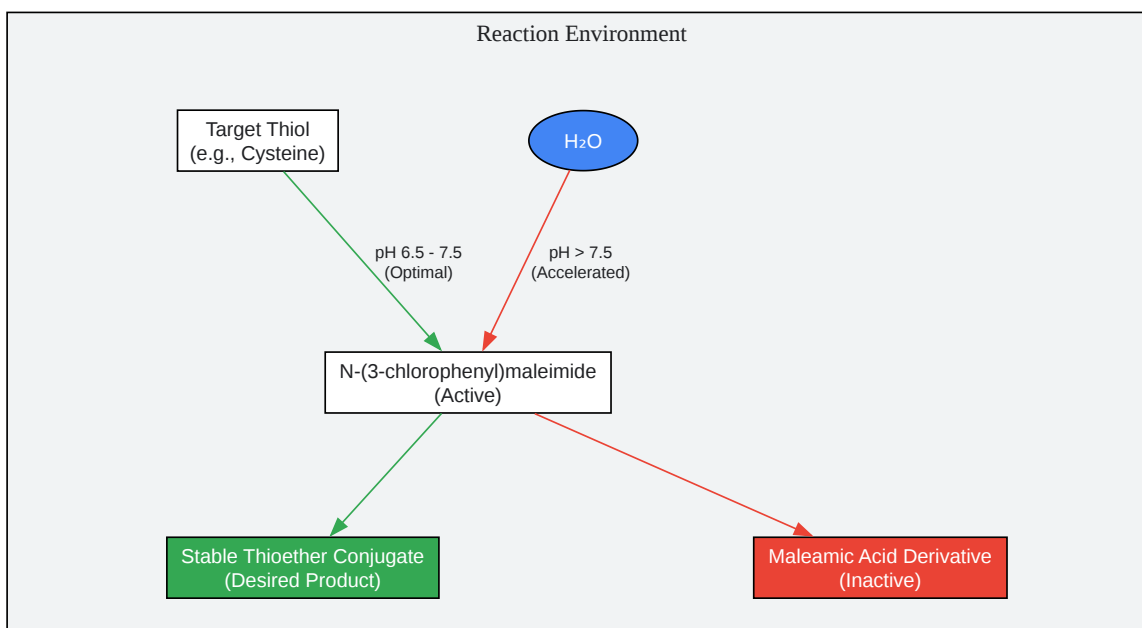 Reaction Environment
Target Thiol
(e.g., Cysteine)
H₂O
pH 6.5 - 7.5
(Optimal)
pH > 7.5
(Accelerated)
N-(3-chlorophenyl)maleimide
(Active)
Stable Thioether Conjugate
(Desired Product)
Maleamic Acid Derivative
(Inactive)